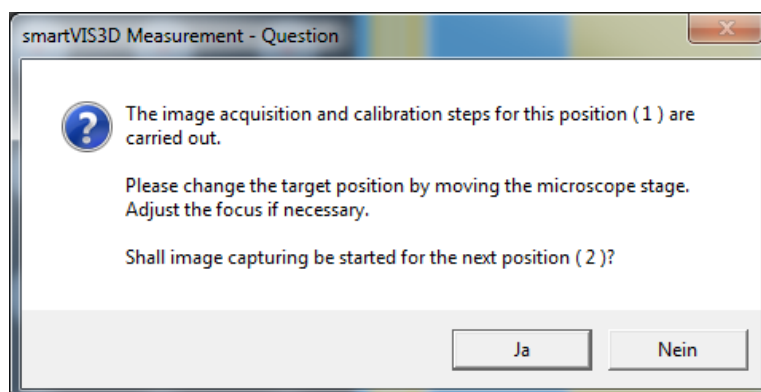 smartVIS3D Measurement - Question
The image acquisition and calibration steps for this position ( 1 ) are
carried out.
Please change the target position by moving the microscope stage.
Adjust the focus if necessary.
Shall image capturing be started for the next position ( 2 )?
Ja
Nein